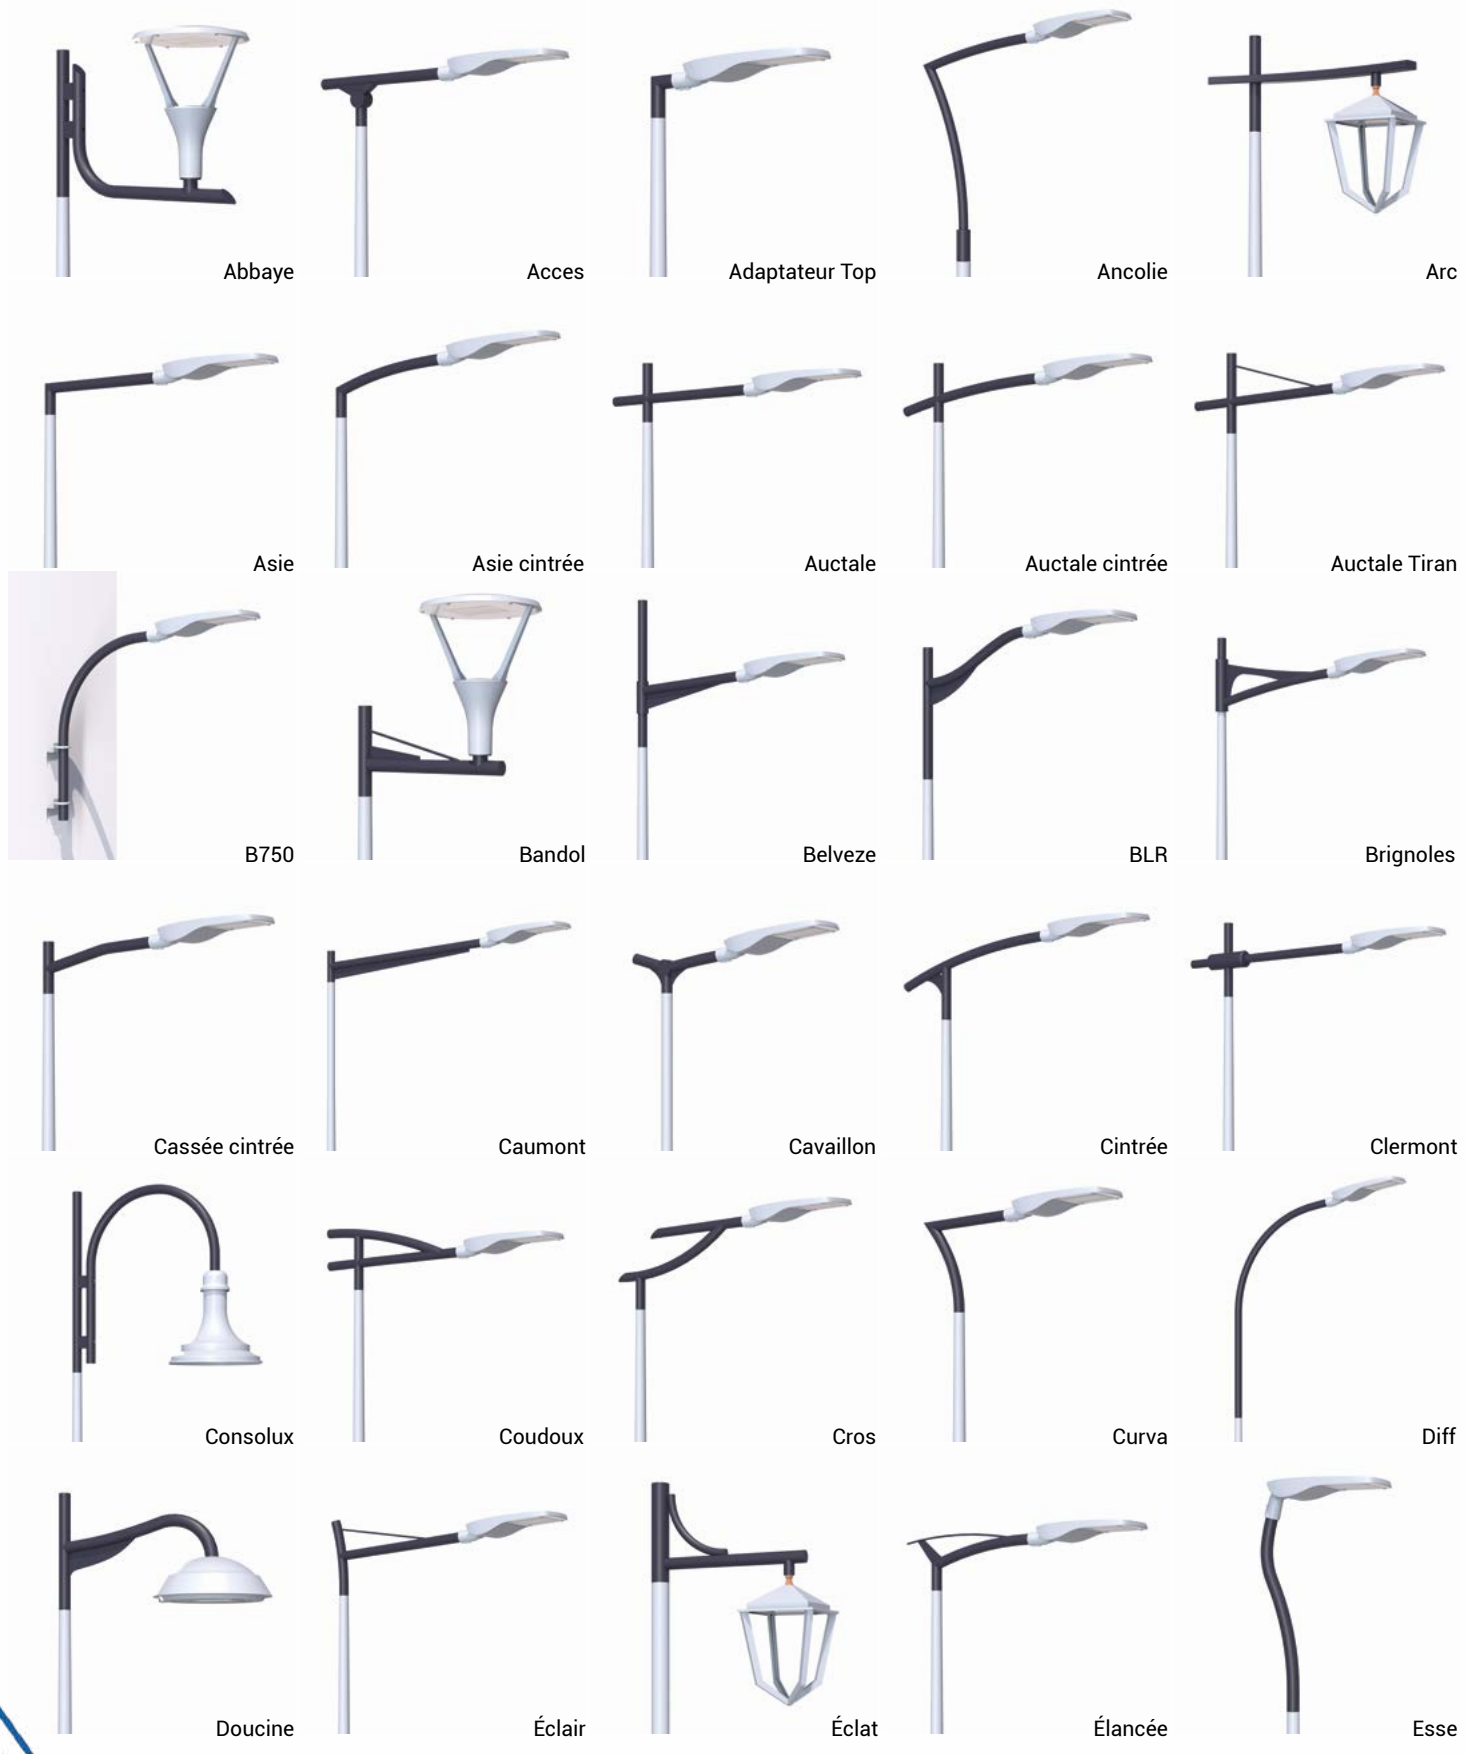 Abbaye
Acces
Adaptateur Top
Ancolie
Arc
Asie
Asie cintrée
Auctale
Auctale cintrée
Auctale Tiran
B750
Bandol
Belveze
BLR
Brignoles
Cassée cintrée
Caumont
Cavaillon
Cintrée
Clermont
Consolux
Coudoux
Cros
Curva
Diff
Doucine
Éclair
Éclat
Élancée
Esse